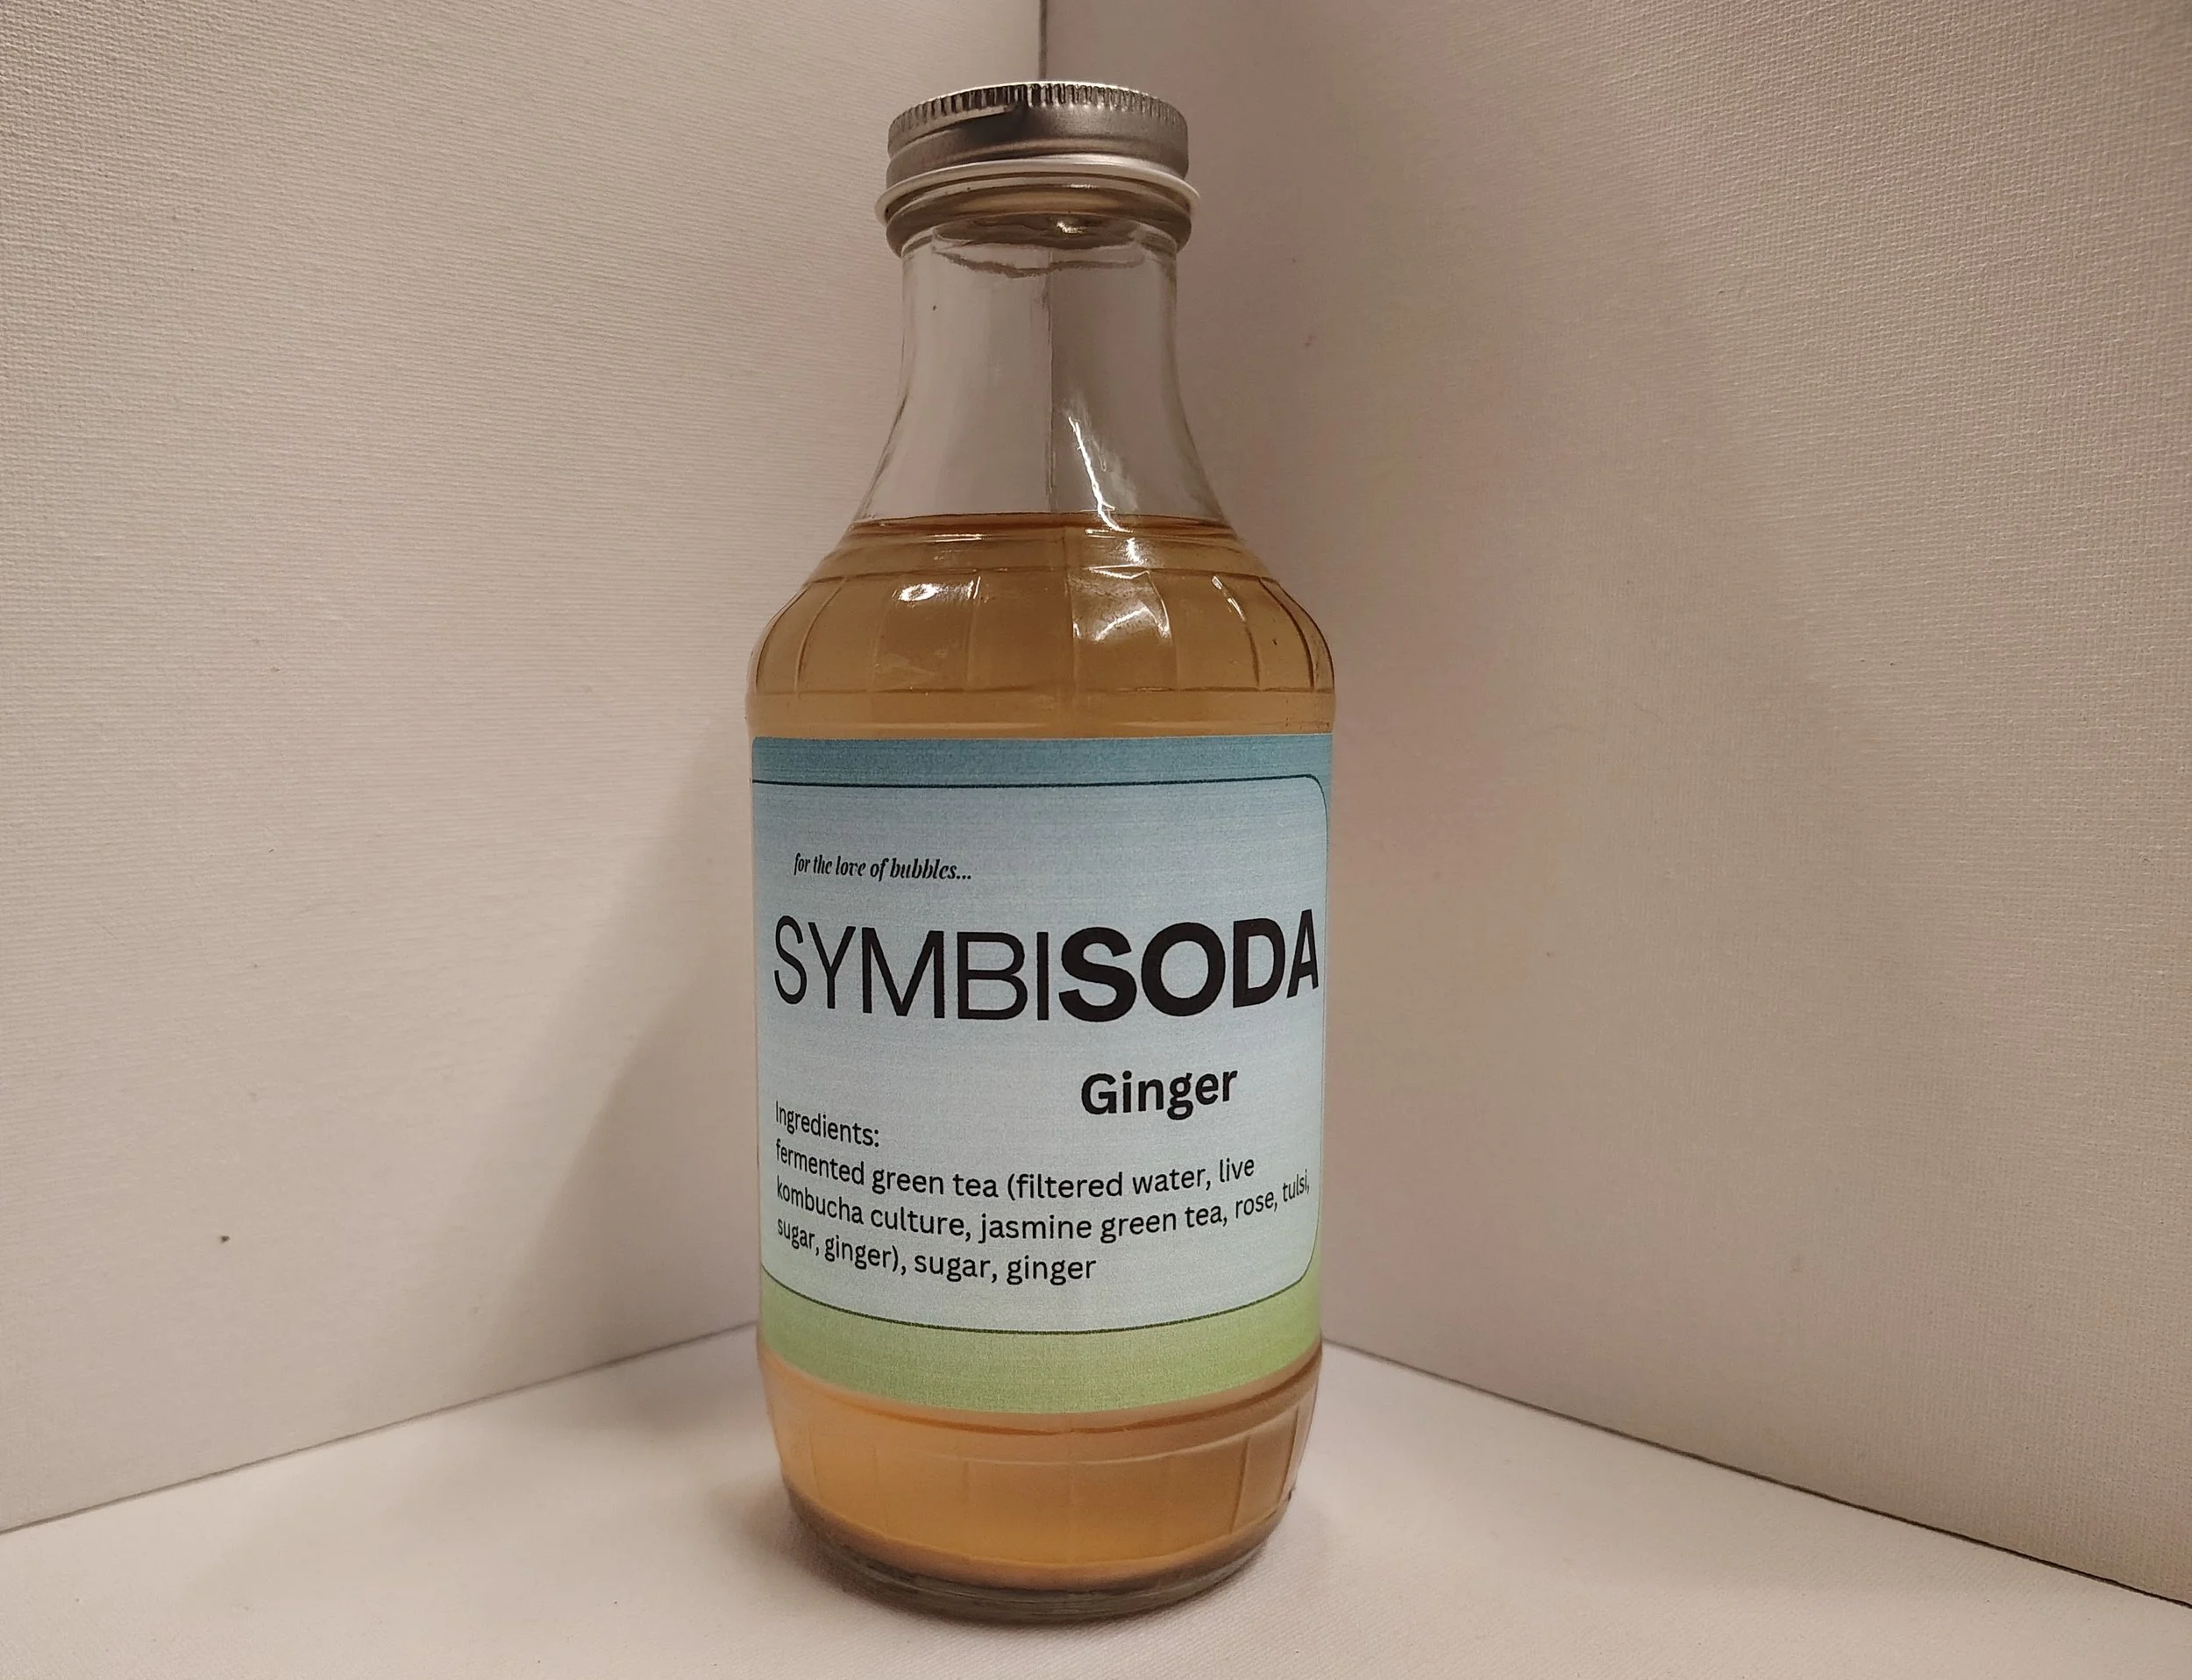 for the love of bubbles...
SYMBISODA
Ginger
Ingredients:
fermented green tea (filtered water, live
kombucha culture, jasmine green tea, rose, tulsi,
sugar, ginger), sugar, ginger